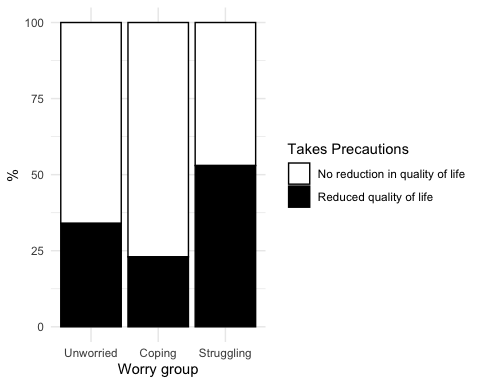 100
75
50
25
0
%
Unworried Coping Struggling
Worry group
Takes Precautions
No reduction in quality of life
Reduced quality of life